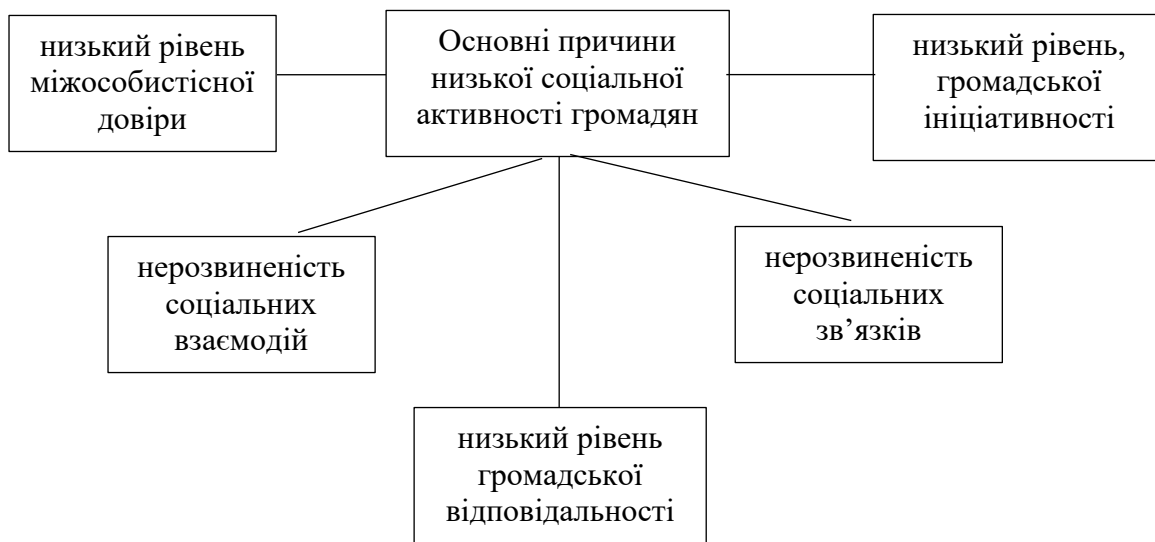 низький рівень
міжособистісної
довіри
Основні причини
низької соціальної
активності громадян
низький рівень,
громадської
ініціативності
нерозвиненість
соціальних
взаємодій
нерозвиненість
соціальних
зв’язків
низький рівень
громадської
відповідальності